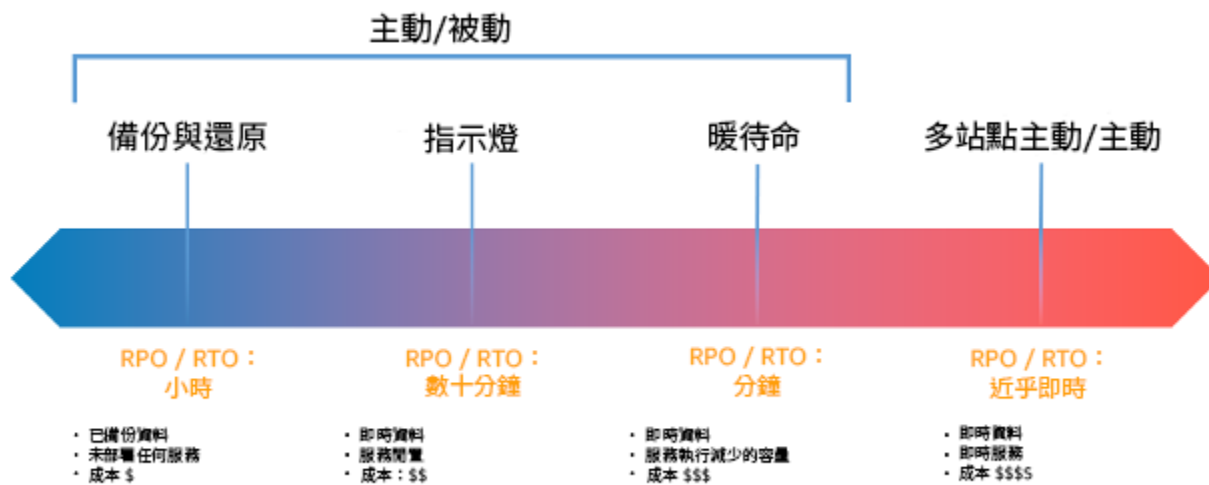 主動/被動
備份與還原
指示燈
暖待命
多站點主動/主動
RPO / RTO：
小時
RPO / RTO：
數十分鐘
RPO / RTO：
分鐘
RPO / RTO：
近乎即時
• 已備份資料
• 未部署任何服務
• 成本 $
• 即時資料
• 服務閒置
• 成本：$$
• 即時資料
• 服務執行減少的容量
• 成本 $$$
• 即時資料
• 即時服務
• 成本 $$$$